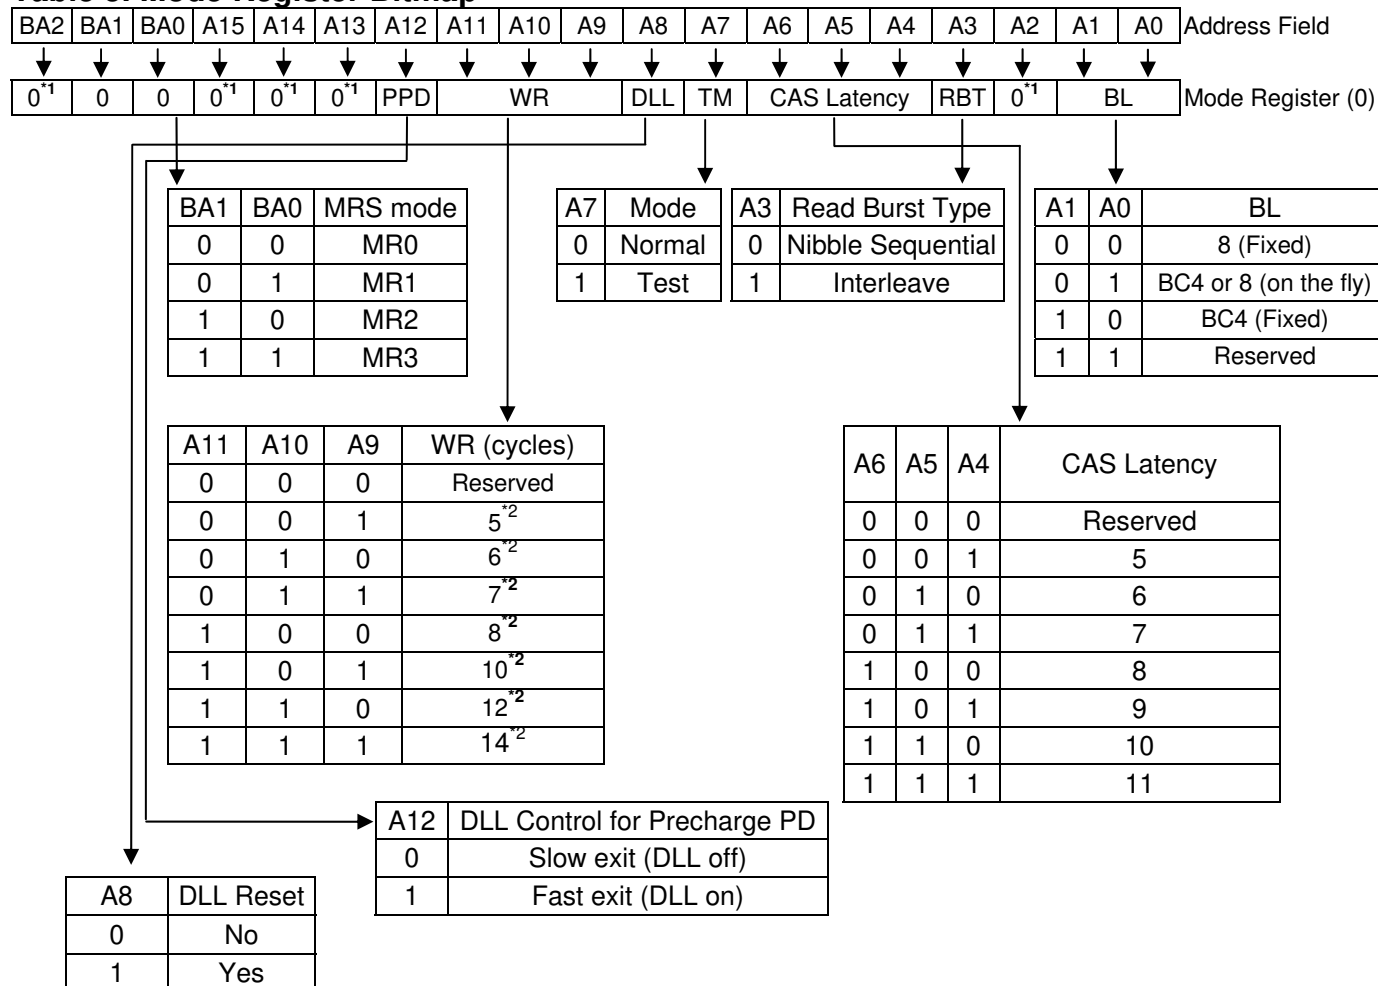 Table 6. Mode Register Bitmap
BA2 BA1 BA0 A15 A14 A13 A12 A11 A10 A9 A8 A7 A6 A5 A4 A3 A2 A1 A0 Address Field
0*1 0 0 0*1 0*1 0*1 PPD WR DLL TM CAS Latency RBT 0*1 BL Mode Register (0)
BA1 BA0 MRS mode
0 0 MR0
0 1 MR1
1 0 MR2
1 1 MR3
A7 Mode
0 Normal
1 Test
A3 Read Burst Type
0 Nibble Sequential
1 Interleave
A1 A0 BL
0 0 8 (Fixed)
0 1 BC4 or 8 (on the fly)
1 0 BC4 (Fixed)
1 1 Reserved
A11 A10 A9 WR (cycles)
0 0 0 Reserved
0 0 1 5*2
0 1 0 6*2
0 1 1 7*2
1 0 0 8*2
1 0 1 10*2
1 1 0 12*2
1 1 1 14*2
A6 A5 A4 CAS Latency
0 0 0 Reserved
0 0 1 5
0 1 0 6
0 1 1 7
1 0 0 8
1 0 1 9
1 1 0 10
1 1 1 11
A12 DLL Control for Precharge PD
0 Slow exit (DLL off)
1 Fast exit (DLL on)
A8 DLL Reset
0 No
1 Yes